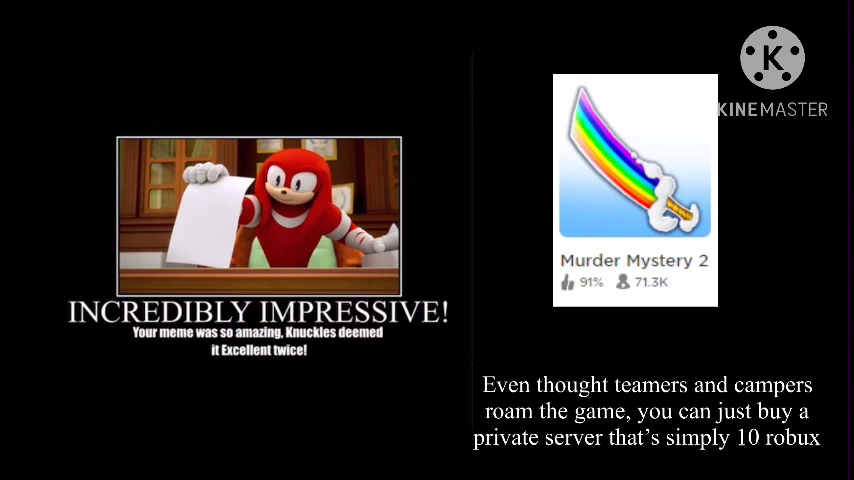 K
KINEMASTER
INCREDIBLY IMPRESSIVE!
Your meme was so amazing, Knuckles deemed
it Excellent twice!
Murder Mystery 2
91% 71.3K
Even thought teamers and campers
roam the game, you can just buy a
private server that's simply 10 robux